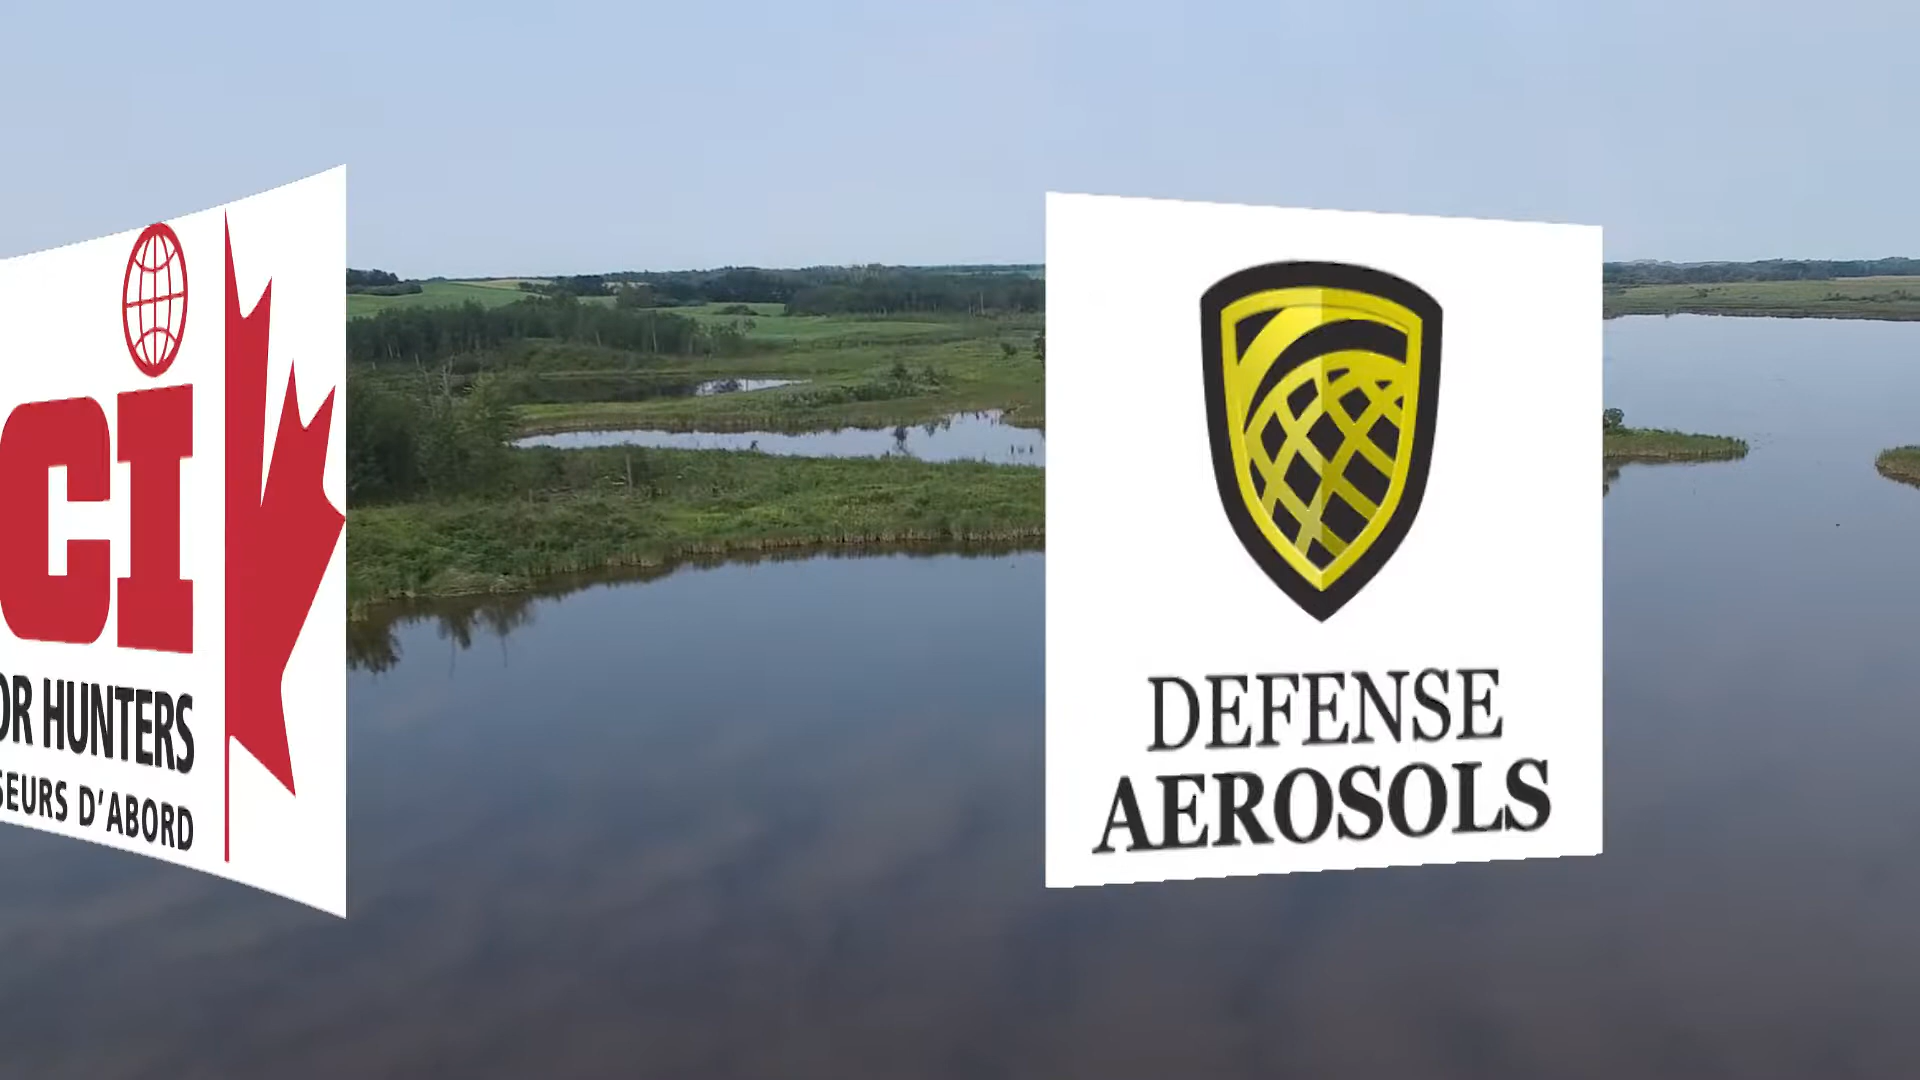 CI
OR HUNTERS
SEURS D'ABORD
DEFENSE
AEROSOLS